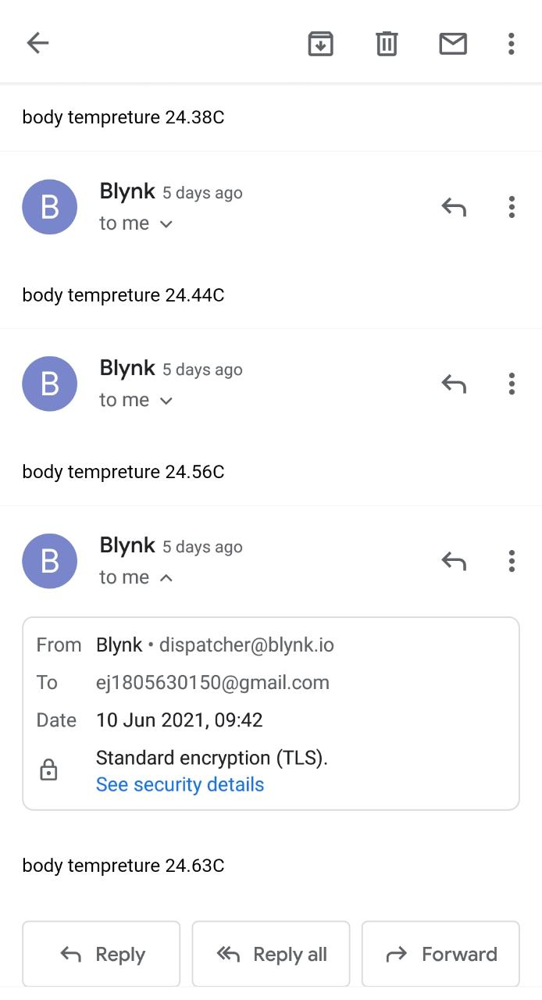 body tempreture 24.38C
B
Blynk 5 days ago
to me
body tempreture 24.44C
B
Blynk 5 days ago
to me
body tempreture 24.56C
B
Blynk 5 days ago
to me
From Blynk • dispatcher@blynk.io
To ej1805630150@gmail.com
Date 10 Jun 2021, 09:42
Standard encryption (TLS).
See security details
body tempreture 24.63C
Reply Reply all Forward